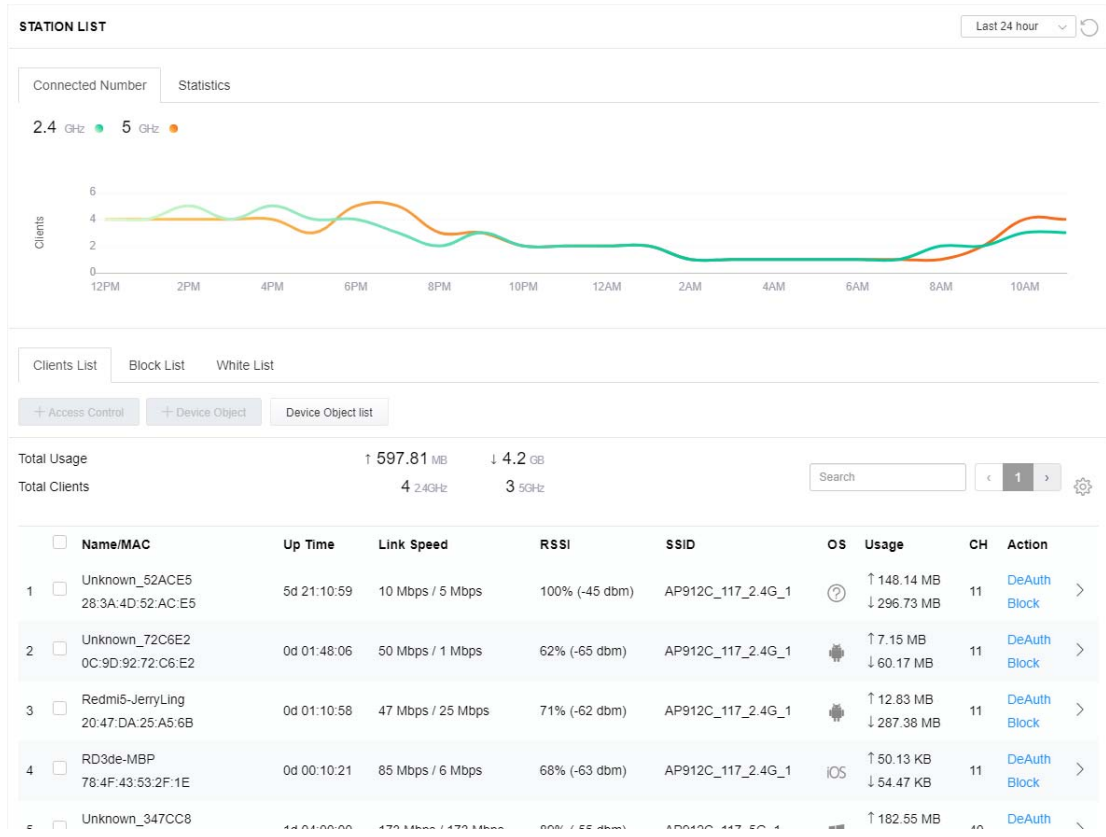 STATION LIST
Last 24 hour
Connected Number Statistics
2.4 GHz 5 GHz
Clients
6
4
2
0
12PM 2PM 4PM 6PM 8PM 10PM 12AM 2AM 4AM 6AM 8AM 10AM
Clients List Block List White List
+ Access Control + Device Object Device Object list
Total Usage ↑ 597.81 MB ↓ 4.2 GB
Total Clients 4 2.4GHz 3 5GHz
Search ‹ 1 ›
Name/MAC Up Time Link Speed RSSI SSID OS Usage CH Action
1 Unknown_52ACE5 28:3A:4D:52:AC:E5 5d 21:10:59 10 Mbps / 5 Mbps 100% (-45 dbm) AP912C_117_2.4G_1 ? ↑ 148.14 MB ↓ 296.73 MB 11 DeAuth Block
2 Unknown_72C6E2 0C:9D:92:72:C6:E2 0d 01:48:06 50 Mbps / 1 Mbps 62% (-65 dbm) AP912C_117_2.4G_1 ↑ 7.15 MB ↓ 60.17 MB 11 DeAuth Block
3 Redmi5-JerryLing 20:47:DA:25:A5:6B 0d 01:10:58 47 Mbps / 25 Mbps 71% (-62 dbm) AP912C_117_2.4G_1 ↑ 12.83 MB ↓ 287.38 MB 11 DeAuth Block
4 RD3de-MBP 78:4F:43:53:2F:1E 0d 00:10:21 85 Mbps / 6 Mbps 68% (-63 dbm) AP912C_117_2.4G_1 iOS ↑ 50.13 KB ↓ 54.47 KB 11 DeAuth Block
Unknown_347CC8 ↑ 182.55 MB DeAuth